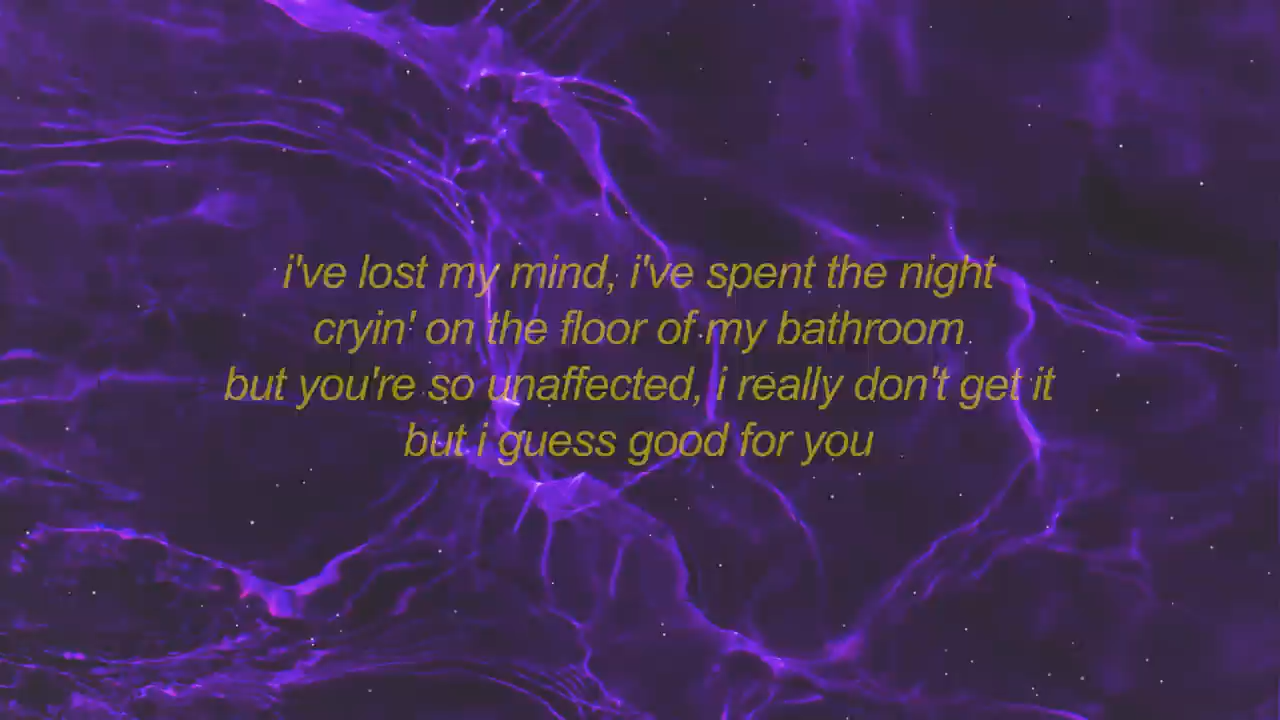 i've lost my mind, i've spent the night
cryin' on the floor of my bathroom
but you're so unaffected, i really don't get it
but i guess good for you